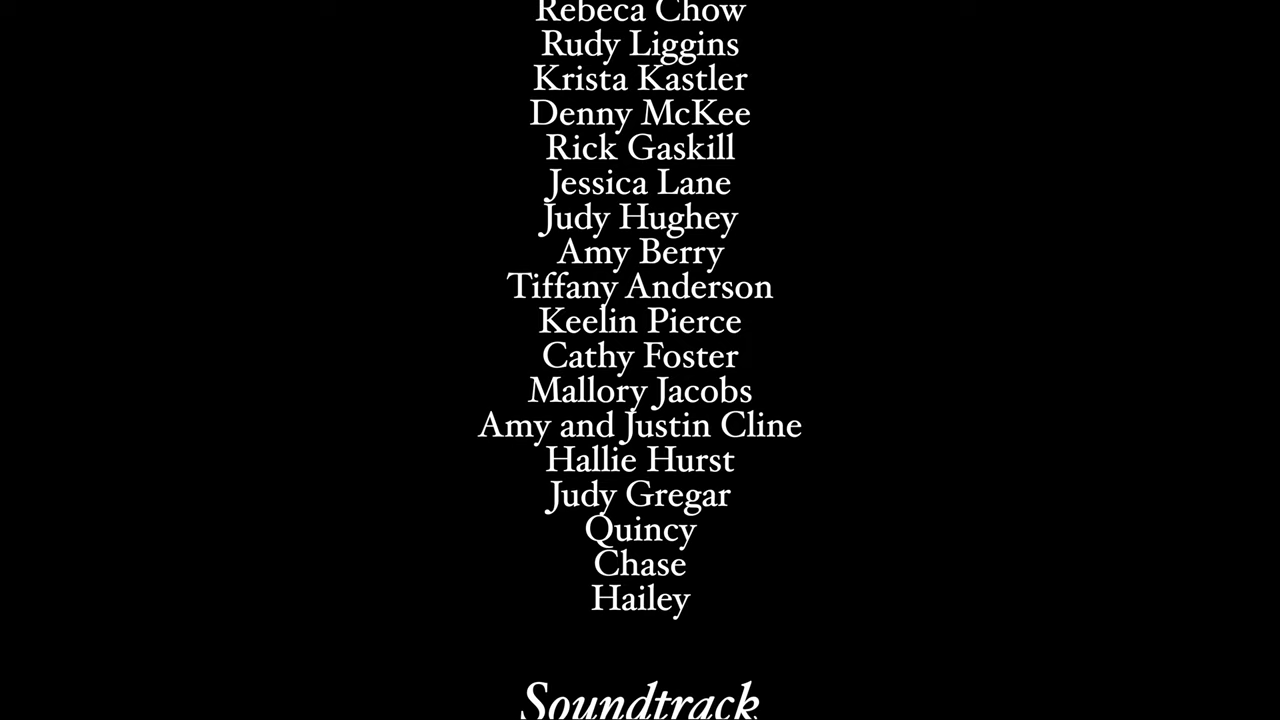 Rebeca Chow
Rudy Liggins
Krista Kastler
Denny McKee
Rick Gaskill
Jessica Lane
Judy Hughey
Amy Berry
Tiffany Anderson
Keelin Pierce
Cathy Foster
Mallory Jacobs
Amy and Justin Cline
Hallie Hurst
Judy Gregar
Quincy
Chase
Hailey
Soundtrack